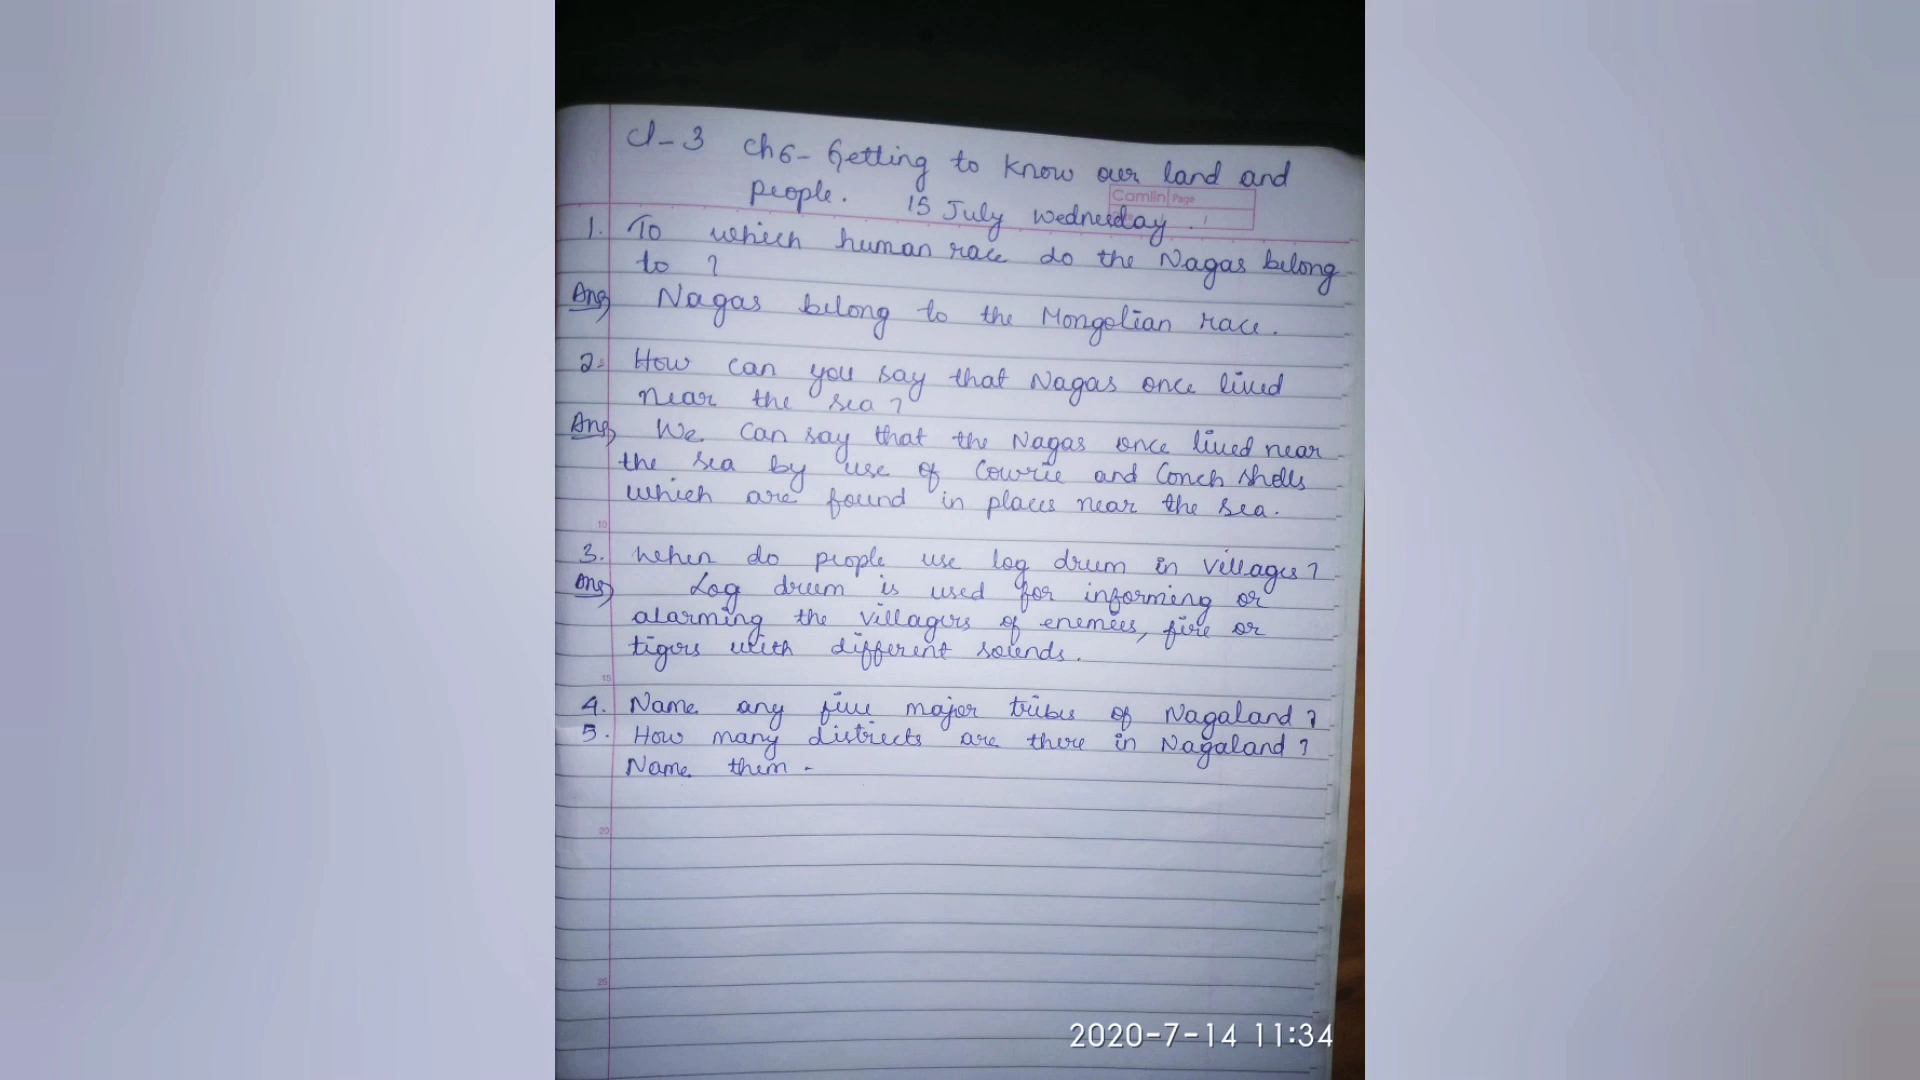 Cl-3 Ch 6- Getting to know our land and
people. 15 July Wednesday.
Camlin Page
1. To which human race do the Nagas belong
to ?
Ans Nagas belong to the Mongolian race.
2. How can you say that Nagas once lived
near the sea ?
Ans We can say that the Nagas once lived near
the sea by use of Cowrie and Conch shells
which are found in places near the sea.
10
3. When do people use log drum in villages ?
Ans Log drum is used for informing or
alarming the villagers of enemies, fire or
tigers with different sounds.
15
4. Name any five major tribes of Nagaland ?
5. How many districts are there in Nagaland ?
Name them -
20
25
2020-7-14 11:34